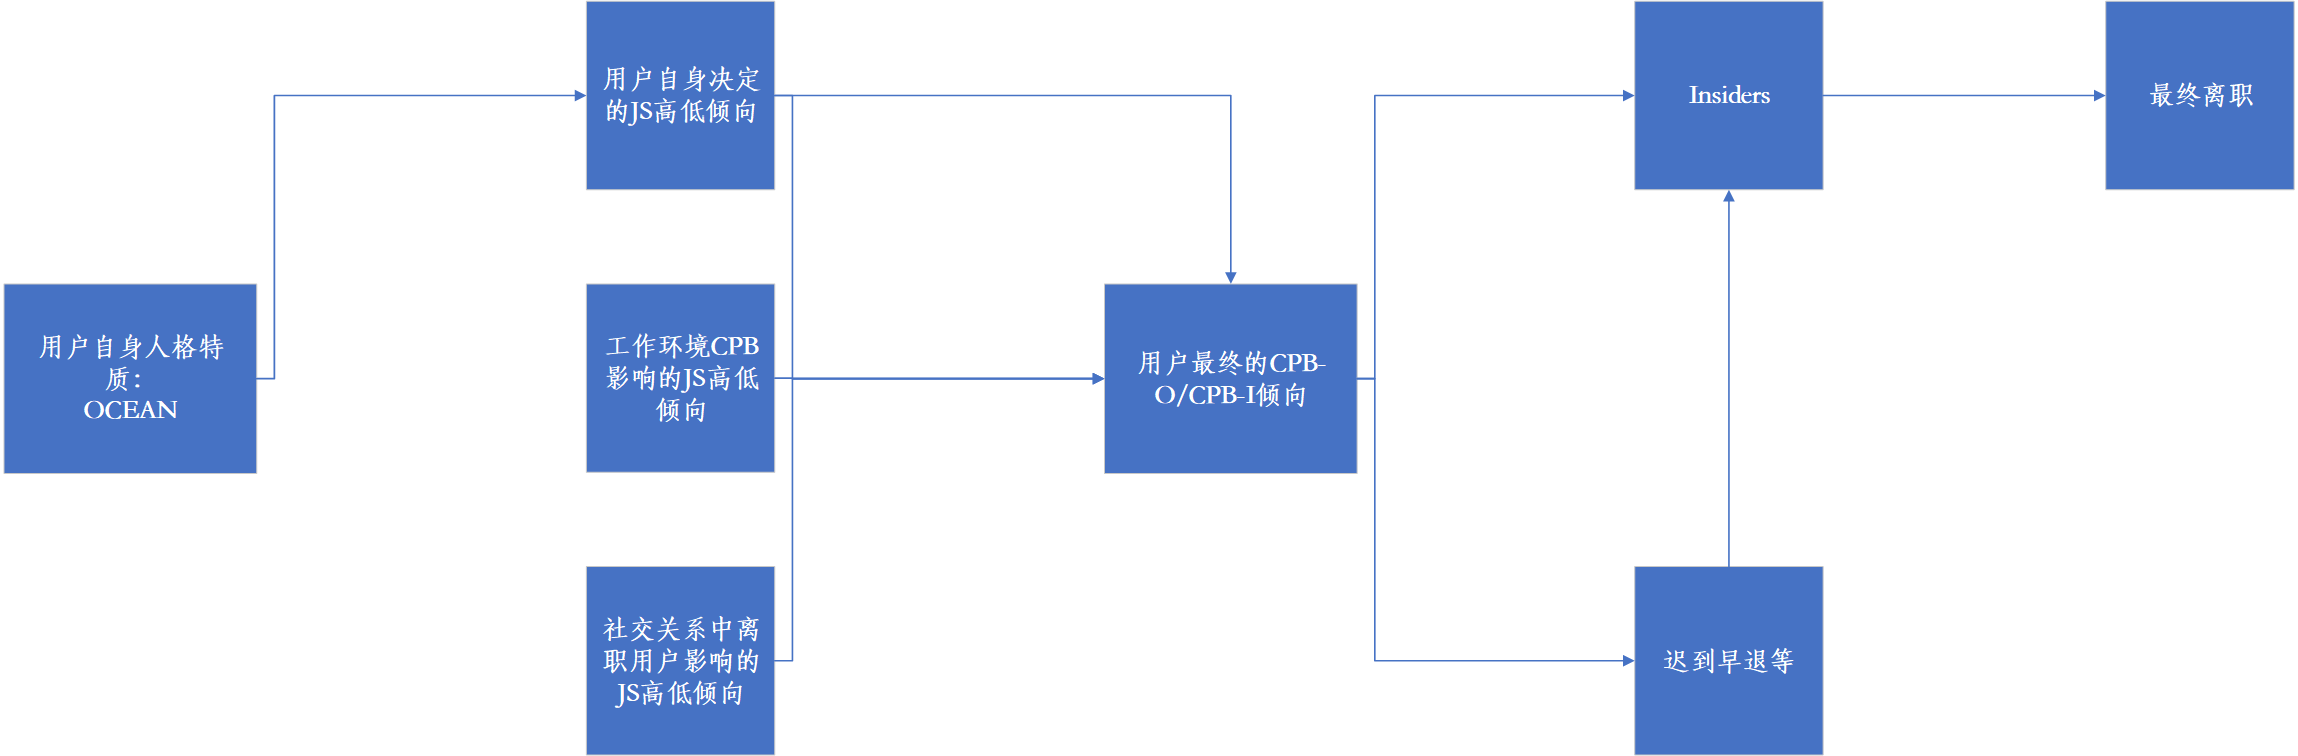 用户自身人格特
质：
OCEAN
用户自身决定
的JS高低倾向
工作环境CPB
影响的JS高低
倾向
社交关系中离
职用户影响的
JS高低倾向
用户最终的CPB-
O/CPB-I倾向
Insiders
迟到早退等
最终离职